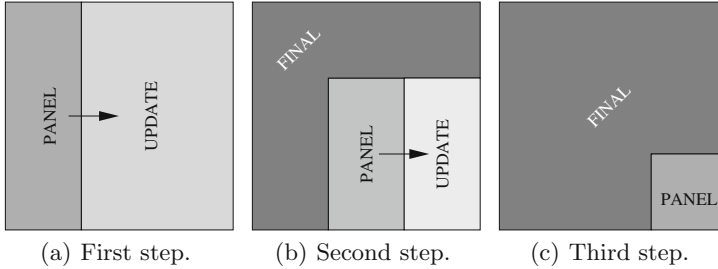 PANEL
UPDATE
FINAL
PANEL
UPDATE
FINAL
PANEL
(a) First step.
(b) Second step.
(c) Third step.